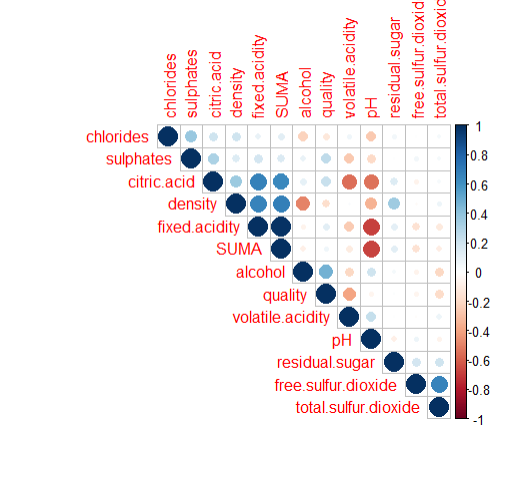 chlorides
sulphates
citric.acid
density
fixed.acidity
SUMA
alcohol
quality
volatile.acidity
pH
residual.sugar
free.sulfur.dioxid
total.sulfur.dioxic
chlorides
sulphates
citric.acid
density
fixed.acidity
SUMA
alcohol
quality
volatile.acidity
pH
residual.sugar
free.sulfur.dioxide
total.sulfur.dioxide
1
0.8
0.6
0.4
0.2
0
-0.2
-0.4
-0.6
-0.8
-1